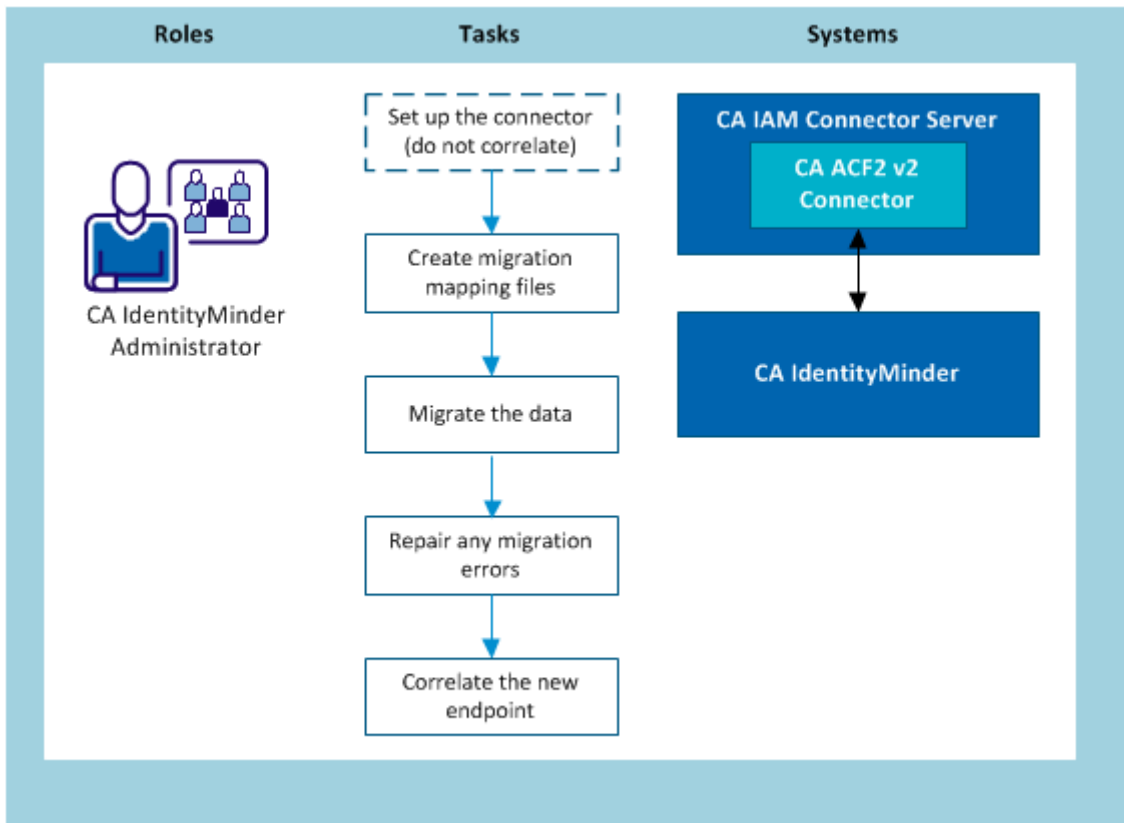 Roles
Tasks
Systems
CA IdentityMinder
Administrator
Set up the connector
(do not correlate)
Create migration
mapping files
Migrate the data
Repair any migration
errors
Correlate the new
endpoint
CA IAM Connector Server
CA ACF2 v2
Connector
CA IdentityMinder